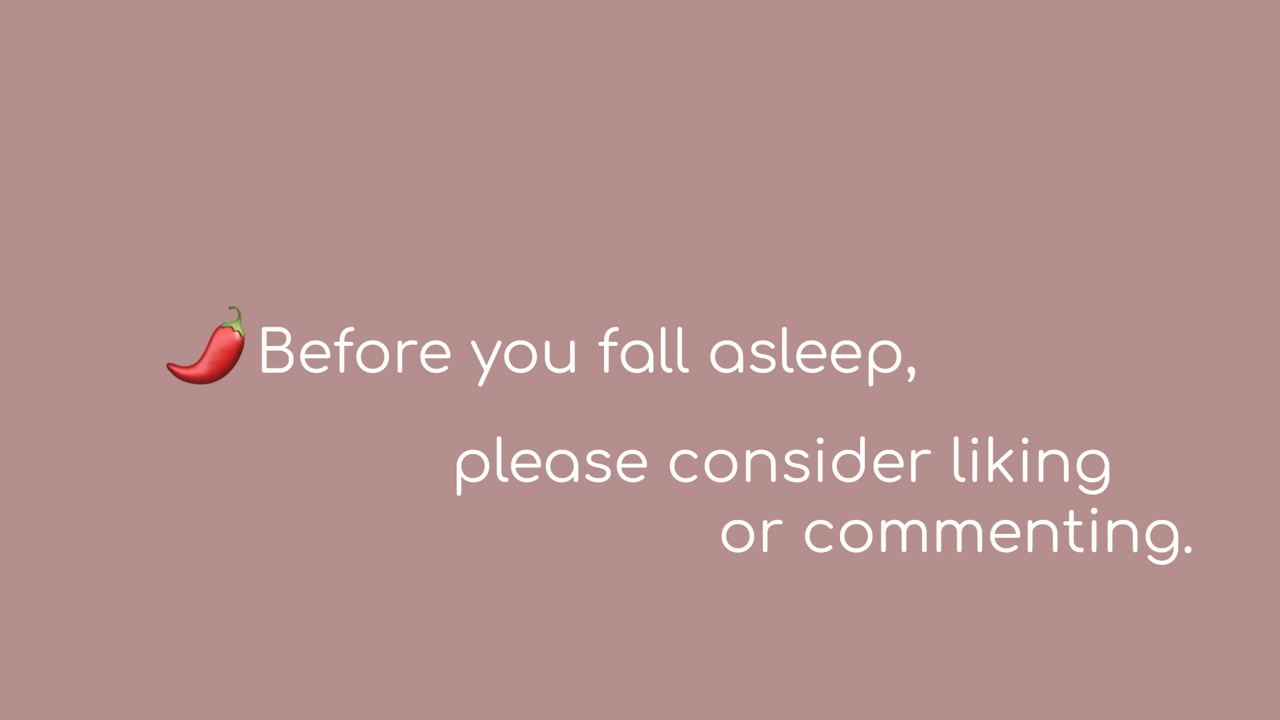 🌶️Before you fall asleep,
please consider liking
or commenting.